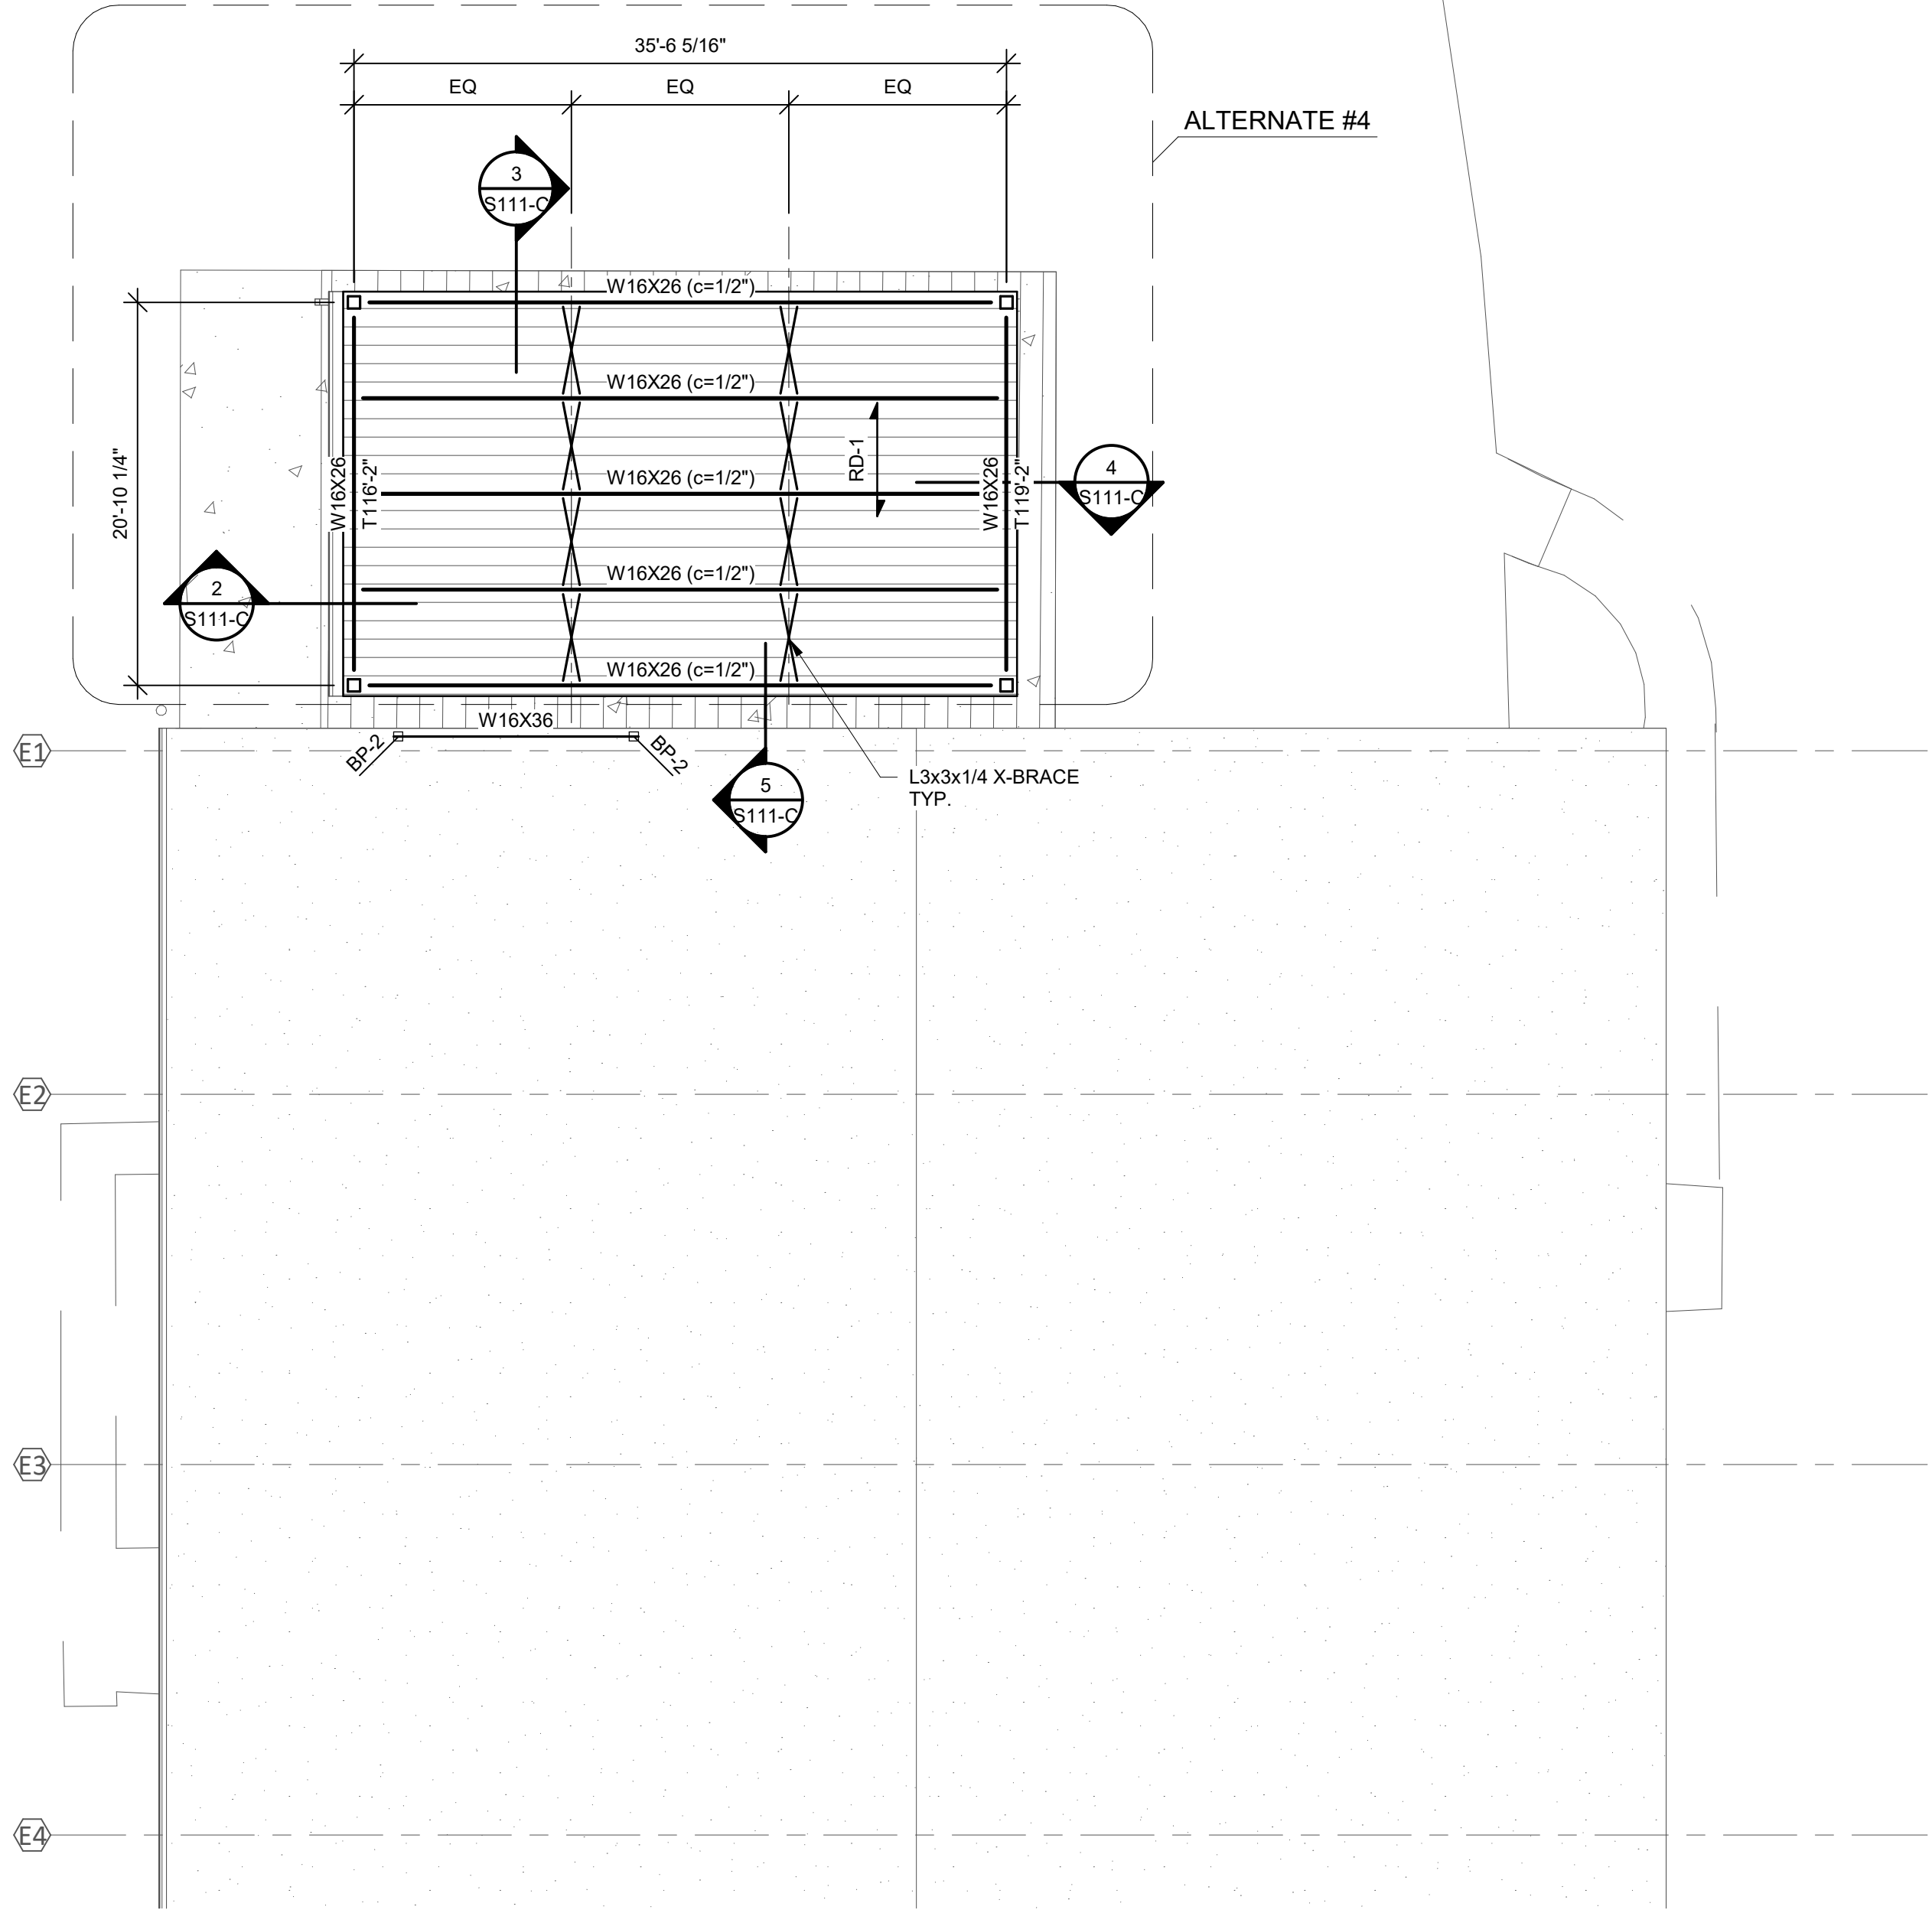 35'-6 5/16"
EQ
EQ
EQ
ALTERNATE #4
3
S111-C
W16X26 (c=1/2")
W16X26 (c=1/2")
RD-1
20'-10 1/4"
W16X26
T116'-2"
W16X26 (c=1/2")
W16X26
T119'-2"
4
S111-C
2
S111-C
W16X26 (c=1/2")
W16X26 (c=1/2")
W16X36
BP-2
BP-2
E1
L3x3x1/4 X-BRACE
TYP.
5
S111-C
E2
E3
E4